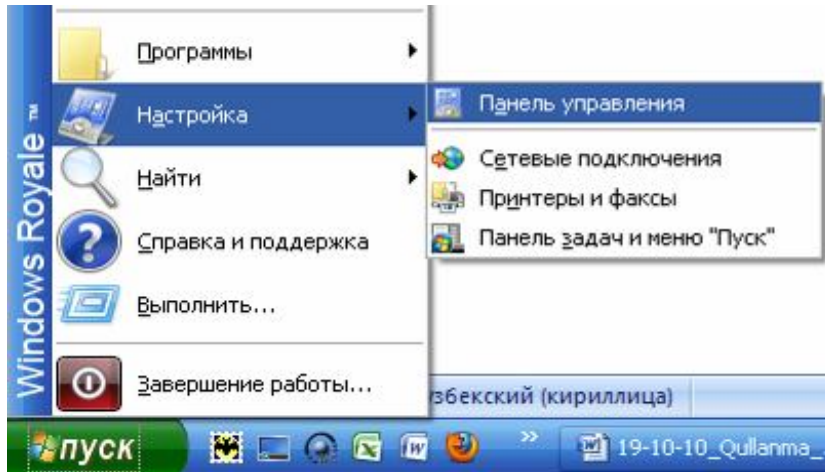 Windows Royale ™
Программы
Настройка
Найти
Справка и поддержка
Выполнить...
Завершение работы...
Панель управления
Сетевые подключения
Принтеры и факсы
Панель задач и меню "Пуск"
збекский (кириллица)
пуск
» 19-10-10_Qullanma_